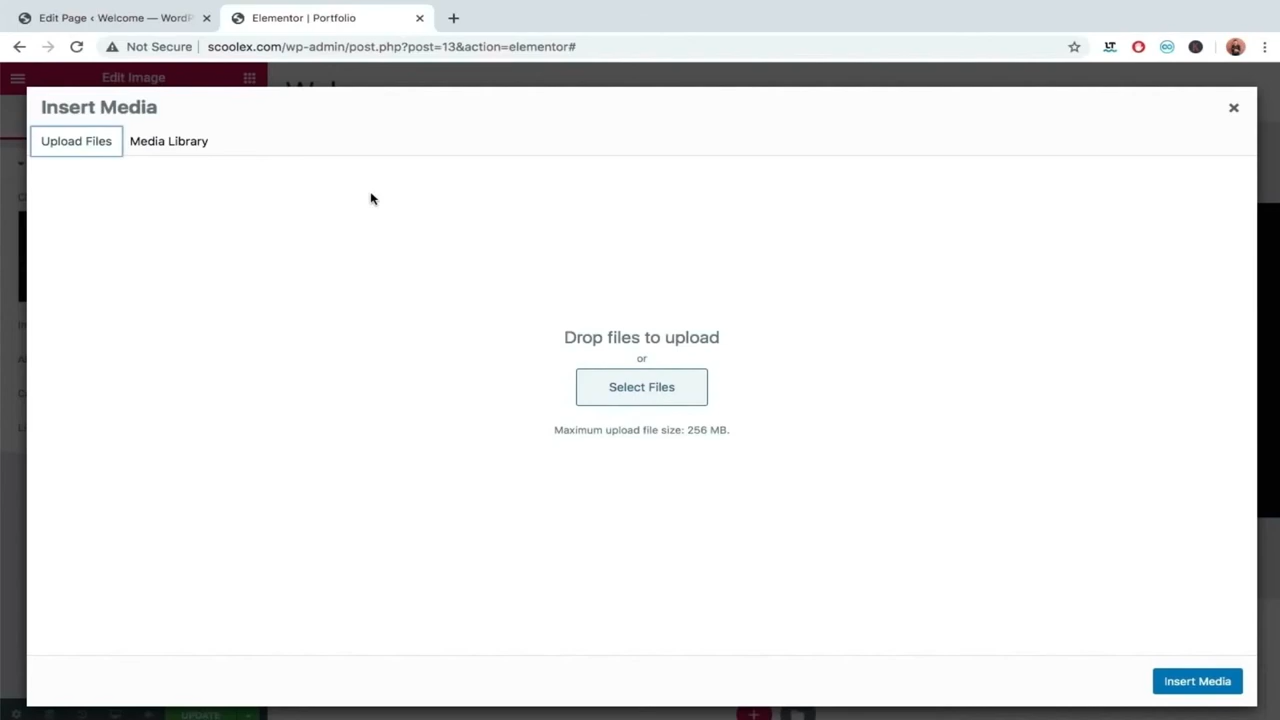 Edit Page ‹ Welcome — WordP
Elementor | Portfolio
Not Secure
scoolex.com/wp-admin/post.php?post=13&action=elementor#
Edit Image
Insert Media
Upload Files
Media Library
Drop files to upload
or
Select Files
Maximum upload file size: 256 MB.
Insert Media
UPDATE